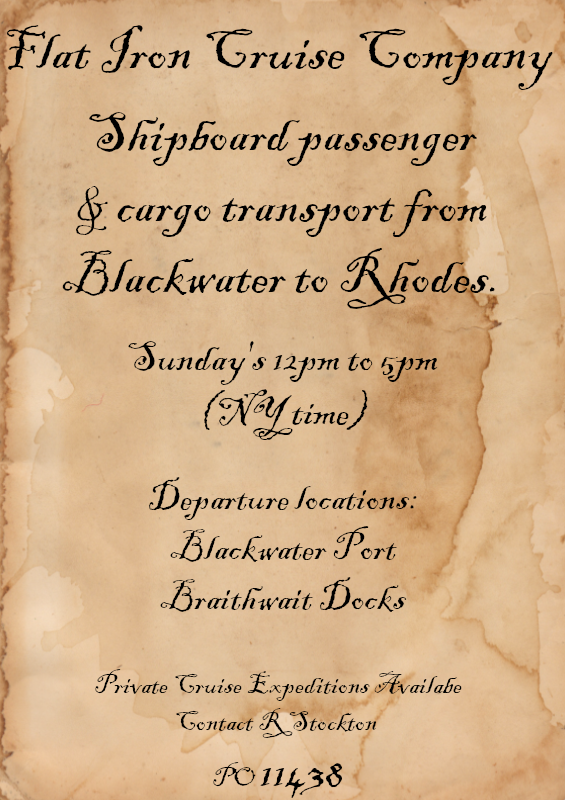 Flat Iron Cruise Company
Shipboard passenger
& cargo transport from
Blackwater to Rhodes.
Sunday's 12pm to 5pm
(NY time)
Departure locations:
Blackwater Port
Braithwait Docks
Private Cruise Expeditions Availabe
Contact R Stockton
PO 11438